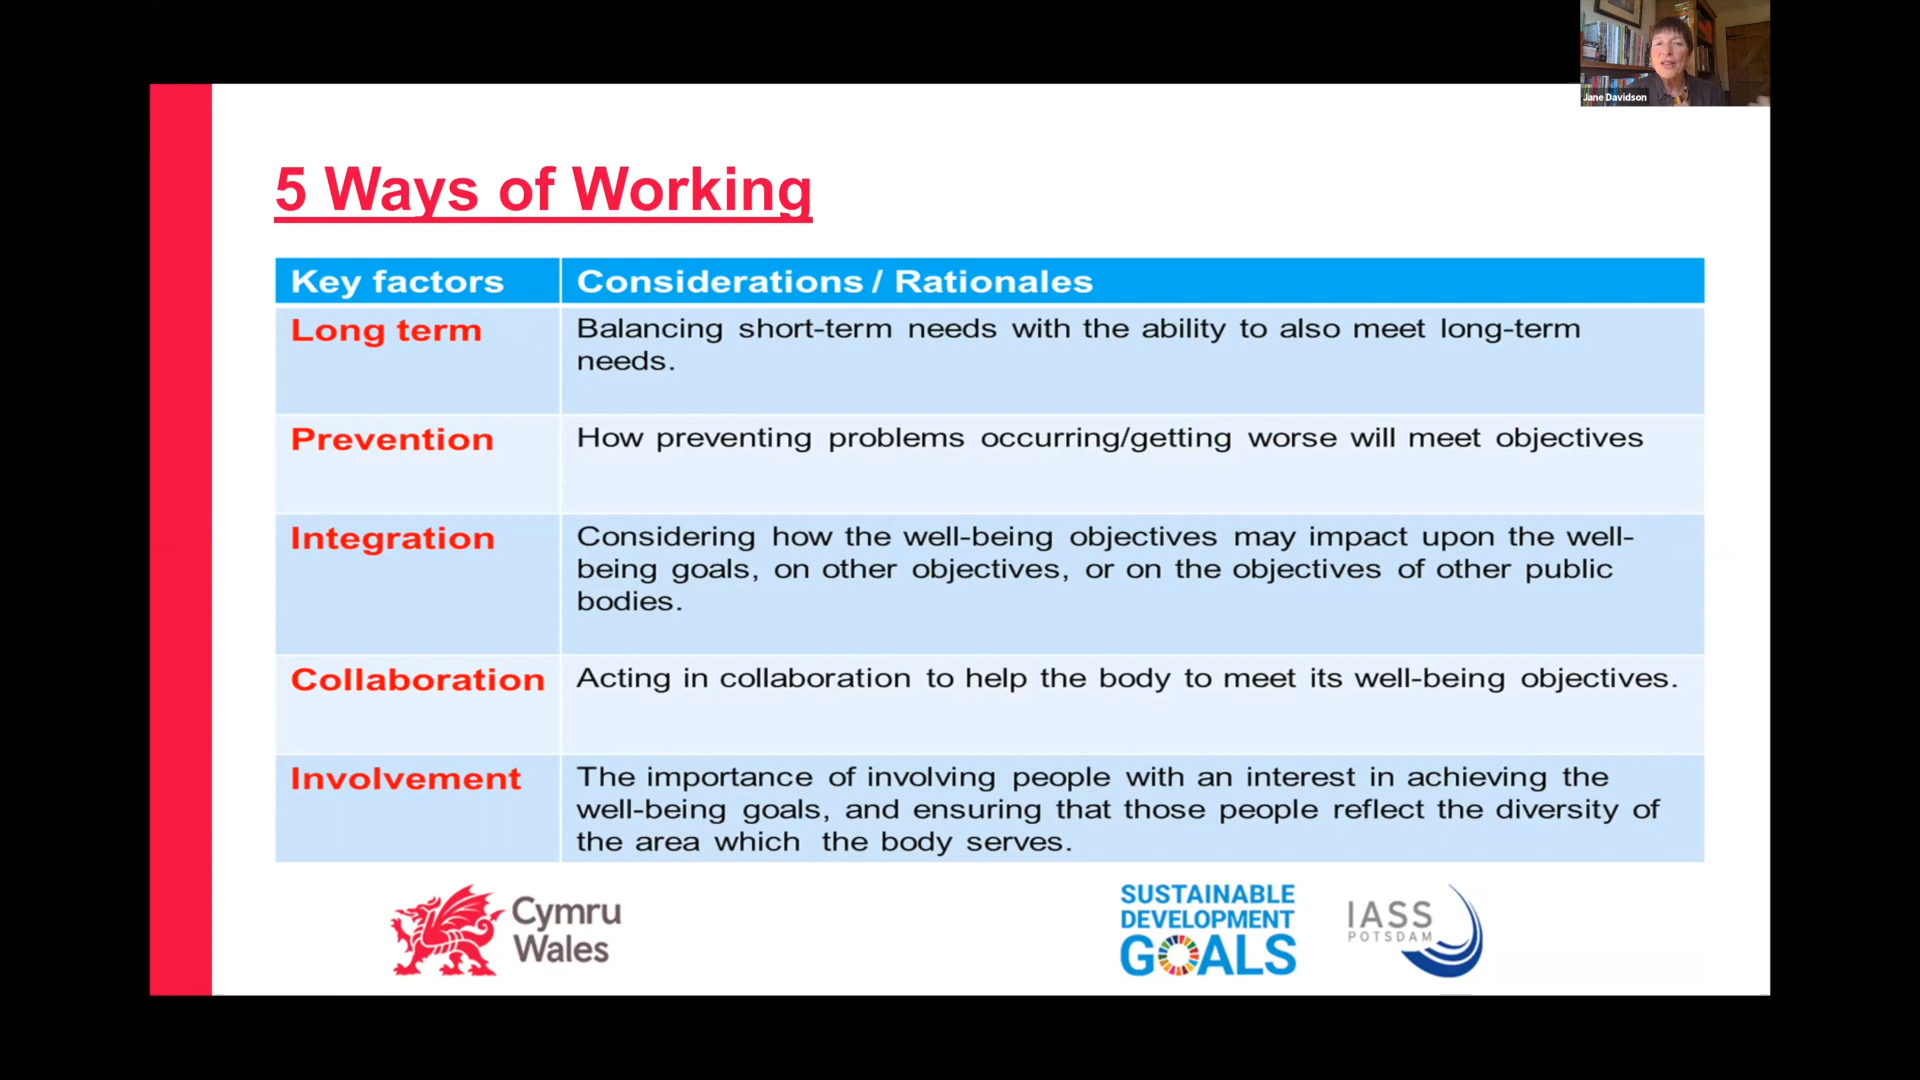 Jane Davidson
5 Ways of Working
Key factors
Considerations / Rationales
Long term
Balancing short-term needs with the ability to also meet long-term
needs.
Prevention
How preventing problems occurring/getting worse will meet objectives
Integration
Considering how the well-being objectives may impact upon the well-
being goals, on other objectives, or on the objectives of other public
bodies.
Collaboration
Acting in collaboration to help the body to meet its well-being objectives.
Involvement
The importance of involving people with an interest in achieving the
well-being goals, and ensuring that those people reflect the diversity of
the area which the body serves.
Cymru
Wales
SUSTAINABLE
DEVELOPMENT
GOALS
IASS
POTSDAM